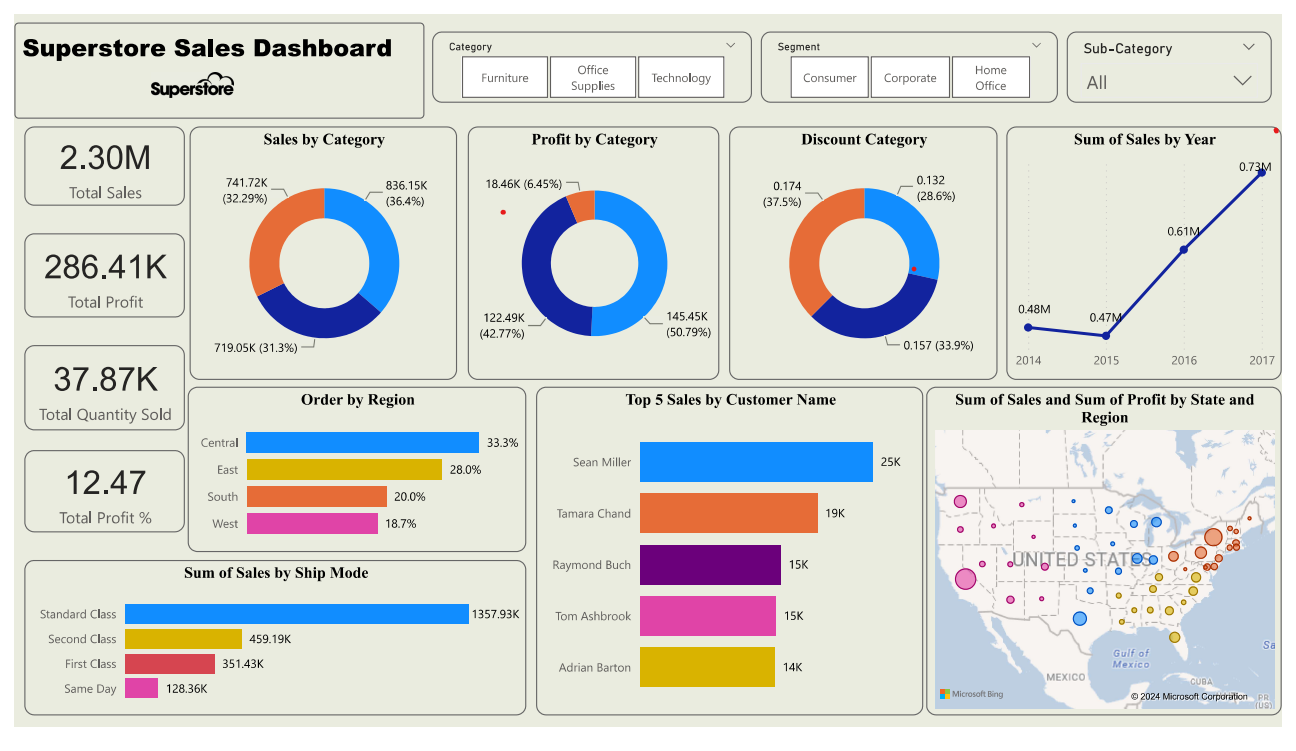 Superstore Sales Dashboard
Superstore
Category
Furniture
Office
Supplies
Technology
Segment
Consumer
Corporate
Home
Office
Sub-Category
All
2.30M
Total Sales
286.41K
Total Profit
37.87K
Total Quantity Sold
12.47
Total Profit %
Sales by Category
741.72K
(32.29%)
836.15K
(36.4%)
719.05K (31.3%)
Profit by Category
18.46K (6.45%)
122.49K
(42.77%)
145.45K
(50.79%)
Discount Category
0.174
(37.5%)
0.132
(28.6%)
0.157 (33.9%)
Sum of Sales by Year
0.48M
0.47M
0.61M
0.73M
2014
2015
2016
2017
Order by Region
Central 33.3%
East 28.0%
South 20.0%
West 18.7%
Top 5 Sales by Customer Name
Sean Miller 25K
Tamara Chand 19K
Raymond Buch 15K
Tom Ashbrook 15K
Adrian Barton 14K
Sum of Sales and Sum of Profit by State and
Region
UNITED STATES
Gulf of
Mexico
MEXICO
CUBA
Sa
PR
(US)
Microsoft Bing
© 2024 Microsoft Corporation
Sum of Sales by Ship Mode
Standard Class 1357.93K
Second Class 459.19K
First Class 351.43K
Same Day 128.36K